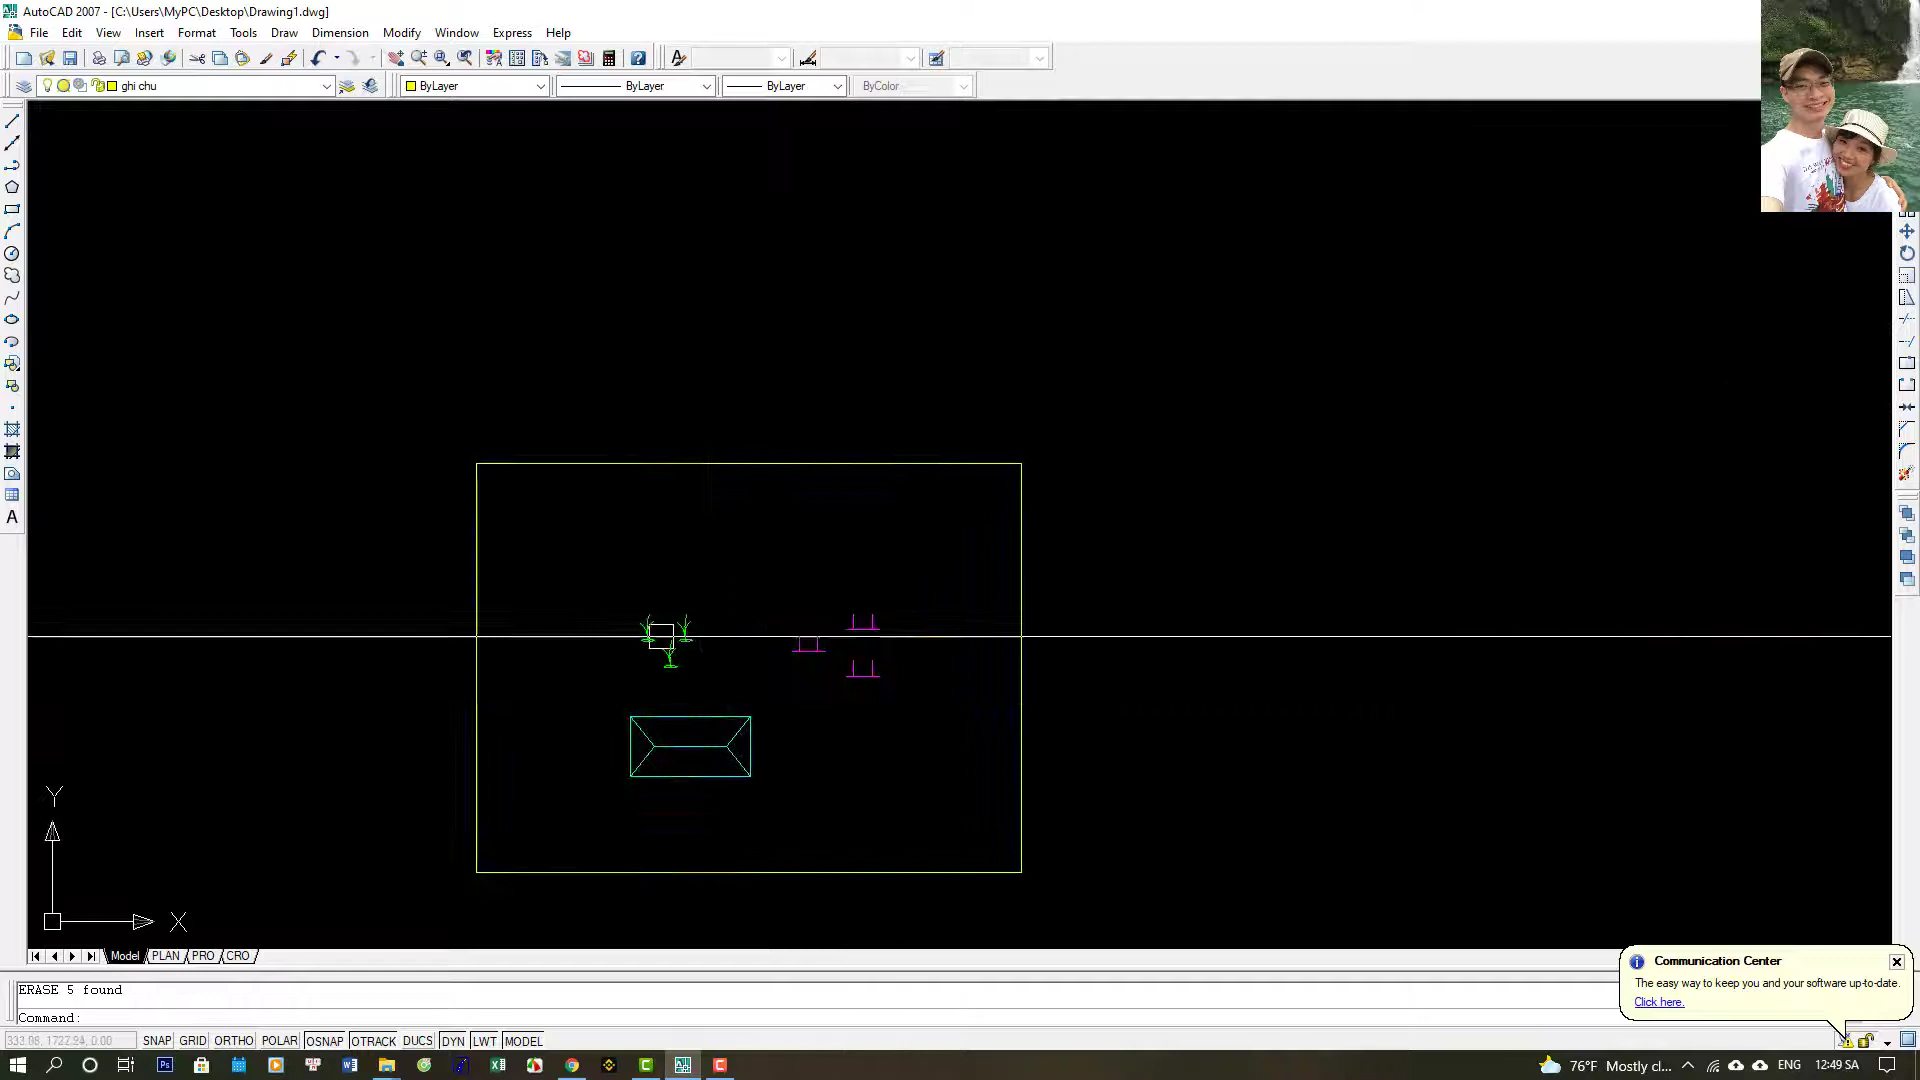 AutoCAD 2007 - [C:\Users\MyPC\Desktop\Drawing1.dwg]
File Edit View Insert Format Tools Draw Dimension Modify Window Express Help
ghi chu ByLayer ByLayer ByLayer ByColor
A
Y
X
Model PLAN PRO CRO
Communication Center
The easy way to keep you and your software up-to-date.
Click here.
ERASE 5 found
Command:
SNAP GRID ORTHO POLAR OSNAP OTRACK DUCS DYN LWT MODEL
76°F Mostly cl... ENG 12:49 SA